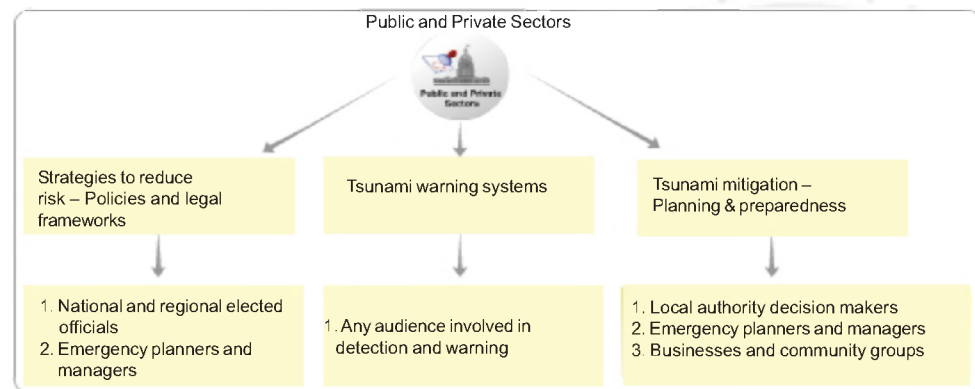 Public and Private Sectors
Public and Private
Sectors
Strategies to reduce
risk – Policies and legal
frameworks
Tsunami warning systems
Tsunami mitigation –
Planning & preparedness
1. National and regional elected
officials
2. Emergency planners and
managers
1. Any audience involved in
detection and warning
1. Local authority decision makers
2. Emergency planners and managers
3. Businesses and community groups